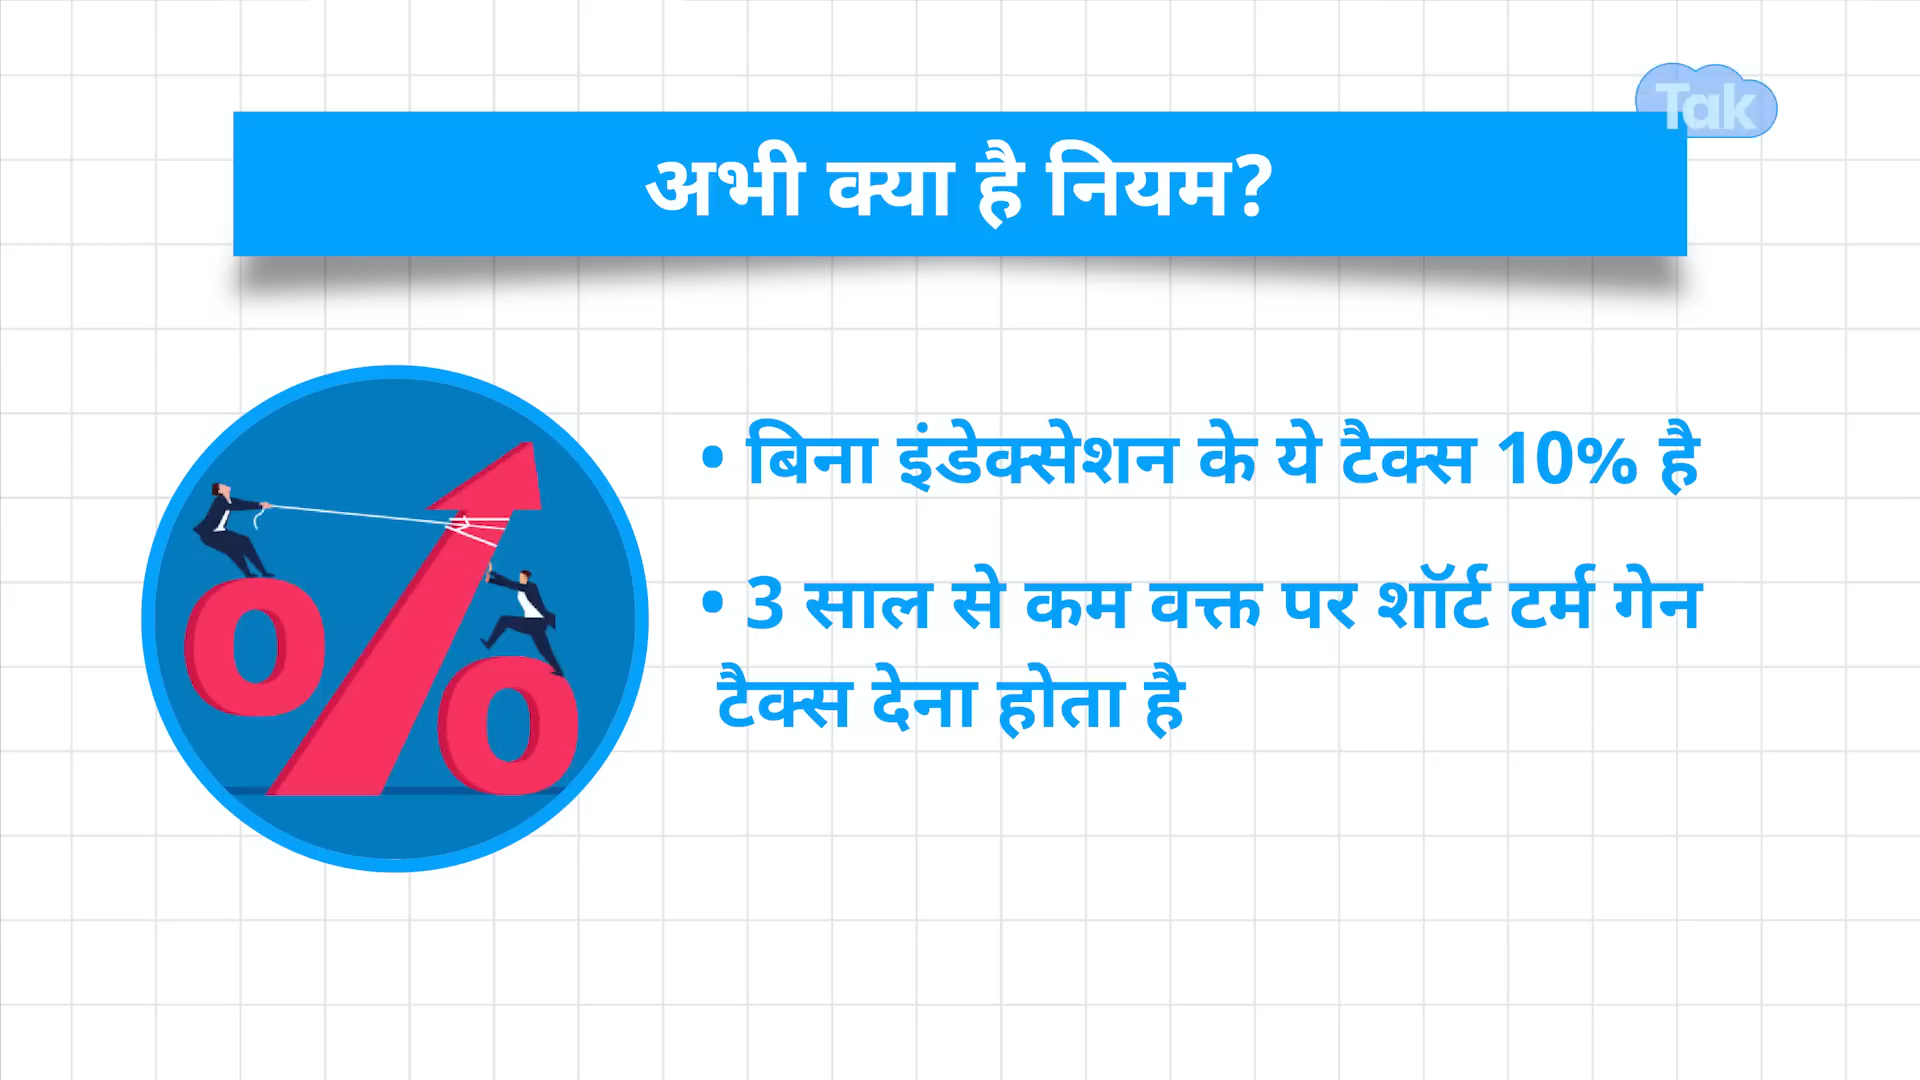 Tak
अभी क्या है नियम?
• बिना इंडेक्सेशन के ये टैक्स 10% है
• 3 साल से कम वक्त पर शॉर्ट टर्म गेन
टैक्स देना होता है